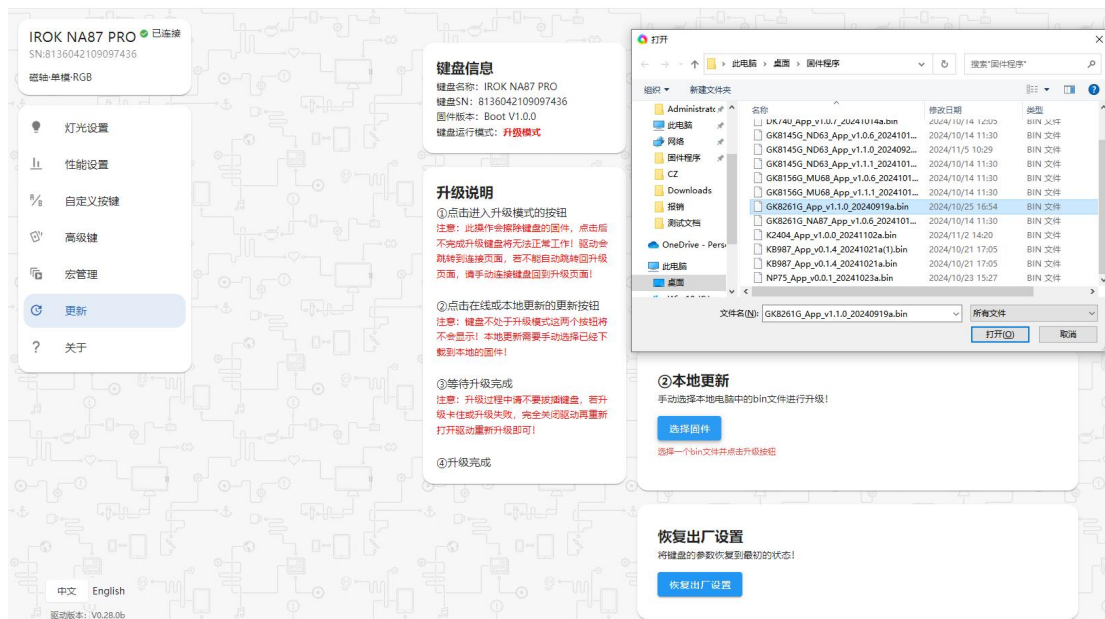 IROK NA87 PRO 已连接
SN:8136042109097436
磁轴·单模·RGB
灯光设置
性能设置
自定义按键
高级键
宏管理
更新
关于
中文 English
驱动版本: V0.28.0b
键盘信息
键盘名称: IROK NA87 PRO
键盘SN: 8136042109097436
固件版本: Boot V1.0.0
键盘运行模式: 升级模式
升级说明
①点击进入升级模式的按钮
注意: 此操作会擦除键盘的固件, 点击后
不完成升级键盘将无法正常工作! 驱动会
跳转到连接页面, 若不能自动跳转回升级
页面, 请手动连接键盘回到升级页面!
②点击在线或本地更新的更新按钮
注意: 键盘不处于升级模式这两个按钮将
不会显示! 本地更新需要手动选择已经下
载到本地的固件!
③等待升级完成
注意: 升级过程中请不要拔插键盘, 若升
级卡住或升级失败, 完全关闭驱动再重新
打开驱动重新升级即可!
④升级完成
打开
此电脑 › 桌面 › 固件程序
搜索"固件程序"
组织 新建文件夹
Administratc
此电脑
网络
固件程序
CZ
Downloads
报销
测试文档
OneDrive - Pers
此电脑
桌面
名称 修改日期 类型
DK740_App_v1.0.7_20241014a.bin 2024/10/14 12:05 BIN 文件
GK8145G_ND63_App_v1.0.6_2024101... 2024/10/14 11:30 BIN 文件
GK8145G_ND63_App_v1.1.0_2024092... 2024/11/5 10:29 BIN 文件
GK8145G_ND63_App_v1.1.1_2024101... 2024/10/14 11:30 BIN 文件
GK8156G_MU68_App_v1.0.6_2024101... 2024/10/14 11:30 BIN 文件
GK8156G_MU68_App_v1.1.1_2024101... 2024/10/14 11:30 BIN 文件
GK8261G_App_v1.1.0_20240919a.bin 2024/10/25 16:54 BIN 文件
GK8261G_NA87_App_v1.0.6_2024101... 2024/10/14 11:30 BIN 文件
K2404_App_v1.0.0_20241102a.bin 2024/11/2 14:20 BIN 文件
KB987_App_v0.1.4_20241021a(1).bin 2024/10/21 17:05 BIN 文件
KB987_App_v0.1.4_20241021a.bin 2024/10/21 17:05 BIN 文件
NP75_App_v0.0.1_20241023a.bin 2024/10/23 15:27 BIN 文件
文件名(N): GK8261G_App_v1.1.0_20240919a.bin 所有文件
打开(O) 取消
②本地更新
手动选择本地电脑中的bin文件进行升级!
选择固件
选择一个bin文件并点击升级按钮
恢复出厂设置
将键盘的参数恢复到最初的状态!
恢复出厂设置